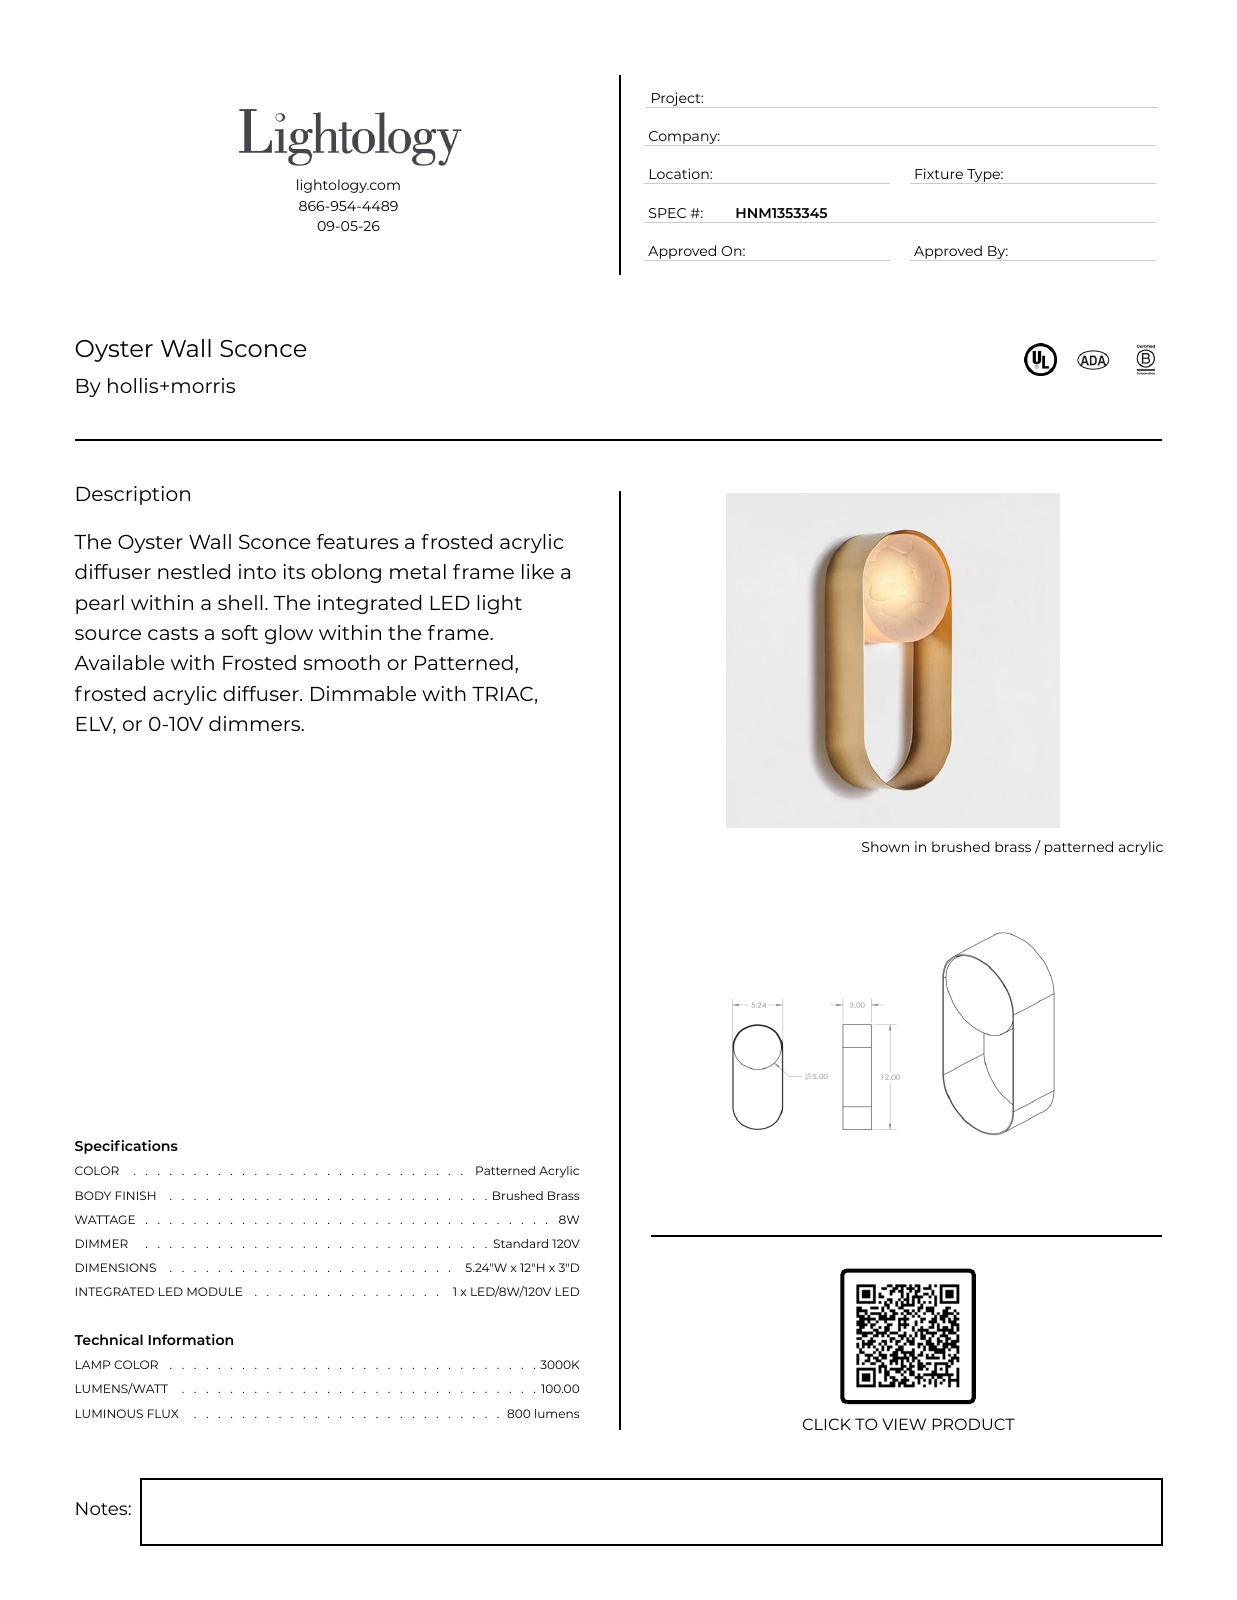 Lightology
lightology.com
866-954-4489
09-05-26
Project:
Company:
Location:
Fixture Type:
SPEC #: HNM1353345
Approved On:
Approved By:
Oyster Wall Sconce
By hollis+morris
UL
ADA
Certified
B
Corporation
Description
The Oyster Wall Sconce features a frosted acrylic
diffuser nestled into its oblong metal frame like a
pearl within a shell. The integrated LED light
source casts a soft glow within the frame.
Available with Frosted smooth or Patterned,
frosted acrylic diffuser. Dimmable with TRIAC,
ELV, or 0-10V dimmers.
Shown in brushed brass / patterned acrylic
5.24
3.00
Ø5.00
12.00
Specifications
COLOR . . . . . . . . . . . . . . . . . . . . . . . . . . . . Patterned Acrylic
BODY FINISH . . . . . . . . . . . . . . . . . . . . . . . . . . . Brushed Brass
WATTAGE . . . . . . . . . . . . . . . . . . . . . . . . . . . . . . . . . . 8W
DIMMER . . . . . . . . . . . . . . . . . . . . . . . . . . . . . Standard 120V
DIMENSIONS . . . . . . . . . . . . . . . . . . . . . . . . 5.24"W x 12"H x 3"D
INTEGRATED LED MODULE . . . . . . . . . . . . . . . . 1 x LED/8W/120V LED
Technical Information
LAMP COLOR . . . . . . . . . . . . . . . . . . . . . . . . . . . . . . . 3000K
LUMENS/WATT . . . . . . . . . . . . . . . . . . . . . . . . . . . . . . 100.00
LUMINOUS FLUX . . . . . . . . . . . . . . . . . . . . . . . . . . 800 lumens
CLICK TO VIEW PRODUCT
Notes: